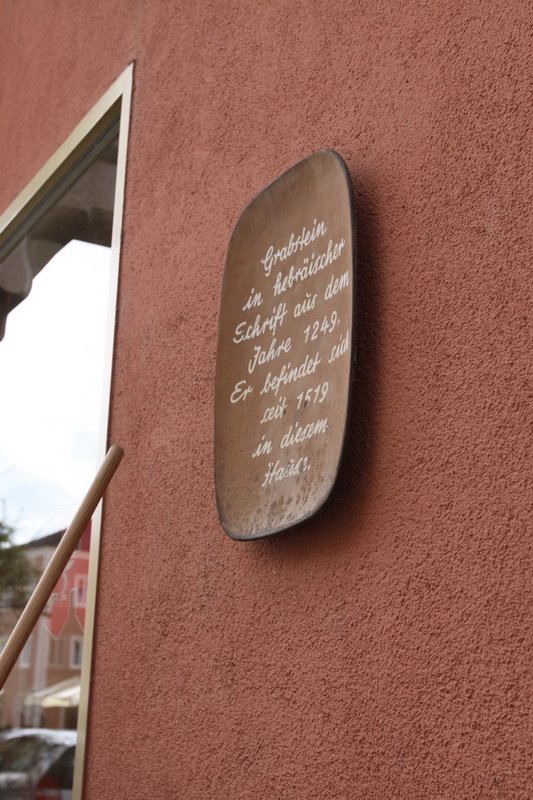 Grabstein
in hebräischer
Schrift aus dem
Jahre 1249.
Er befindet sich
seit 1519
in diesem
Hause.